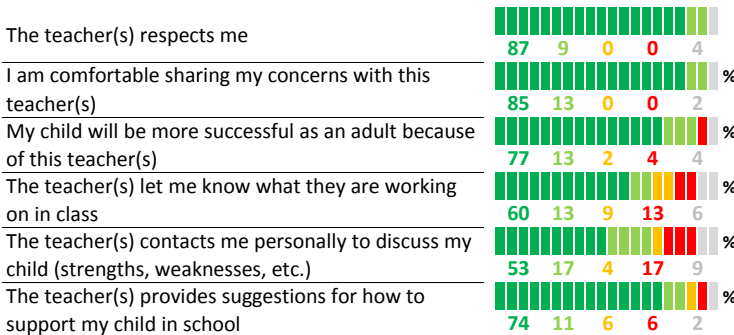 The teacher(s) respects me
87 9 0 0 4
I am comfortable sharing my concerns with this %
teacher(s)
85 13 0 0 2
My child will be more successful as an adult because %
of this teacher(s)
77 13 2 4 4
The teacher(s) let me know what they are working %
on in class
60 13 9 13 6
The teacher(s) contacts me personally to discuss my %
child (strengths, weaknesses, etc.)
53 17 4 17 9
The teacher(s) provides suggestions for how to %
support my child in school
74 11 6 6 2